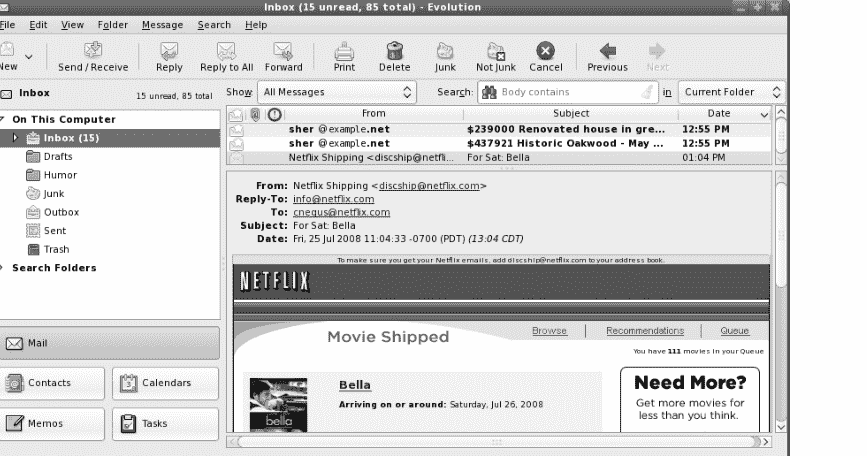 Inbox (15 unread, 85 total) - Evolution
File Edit View Folder Message Search Help
New Send / Receive Reply Reply to All Forward Print Delete Junk Not Junk Cancel Previous Next
Inbox 15 unread, 85 total Show: All Messages Search: Body contains in Current Folder
From Subject Date
On This Computer
Inbox (15)
Drafts
Humor
Junk
Outbox
Sent
Trash
Search Folders
sher @example.net $239000 Renovated house in gre... 12:55 PM
sher @example.net $437921 Historic Oakwood - May ... 12:55 PM
Netflix Shipping <discship@netfli... For Sat: Bella 01:04 PM
From: Netflix Shipping <discship@netflix.com>
Reply-To: info@netflix.com
To: cnegus@netflix.com
Subject: For Sat: Bella
Date: Fri, 25 Jul 2008 11:04:33 -0700 (PDT) (13:04 CDT)
To make sure you get your Netflix emails, add discship@netflix.com to your address book.
NETFLIX
Movie Shipped Browse Recommendations Queue
You have 111 movies in your Queue
Bella
Arriving on or around: Saturday, Jul 26, 2008
bella
Need More?
Get more movies for
less than you think.
Mail
Contacts Calendars
Memos Tasks